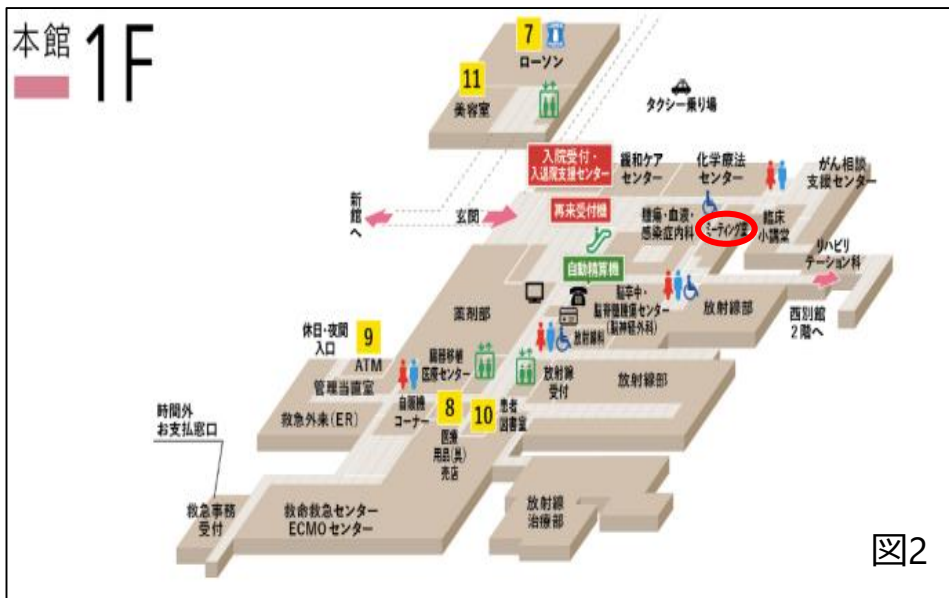 本館
1F
7
ローソン
11
美容室
タクシー乗り場
入院受付・
入退院支援センター
緩和ケア
センター
化学療法
センター
がん相談
支援センター
新館へ
玄関
再来受付機
腫瘍・血液・
感染症内科
ミーティング室
臨床
小講堂
リハビリ
テーション科
自動精算機
脳卒中・
脳脊髄腫瘍センター
(脳神経外科)
放射線部
西別館
2階へ
薬剤部
放射線科
休日・夜間
入口
9
ATM
臓器移植
医療センター
放射線
受付
放射線部
管理当直室
救急外来(ER)
自販機
コーナー
8
医療
用品(具)
売店
10
患者
図書室
時間外
お支払窓口
救急事務
受付
救命救急センター
ECMOセンター
放射線
治療部
図2